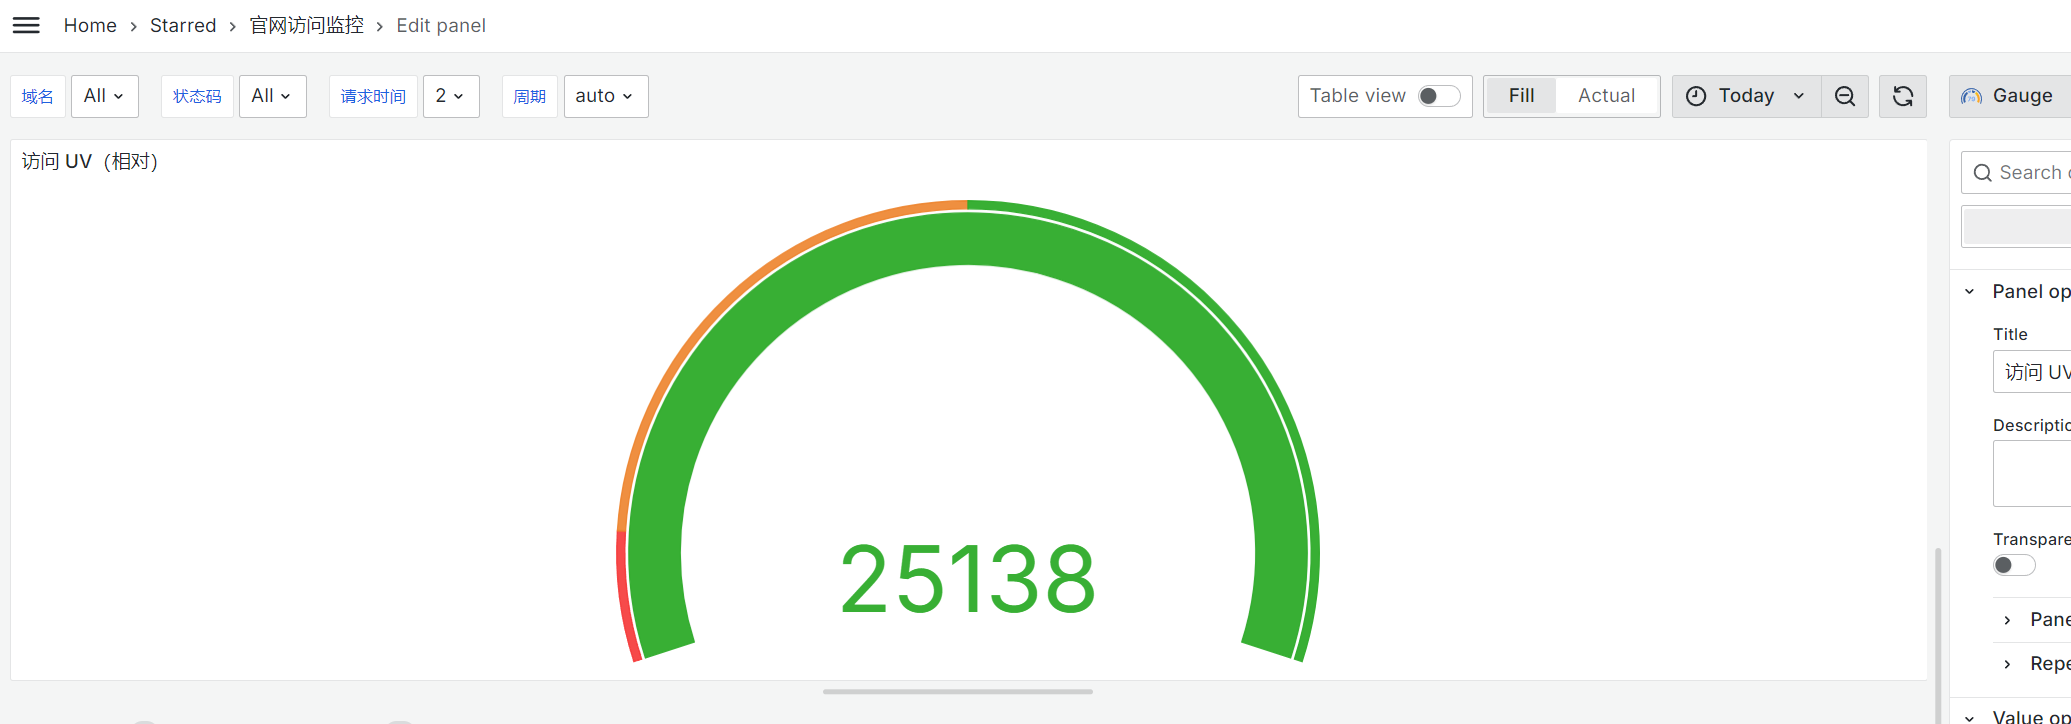 Home › Starred › 官网访问监控 › Edit panel
域名 All 状态码 All 请求时间 2 周期 auto Table view Fill Actual Today Gauge
访问 UV（相对）
25138
Search
Panel op
Title
访问 UV
Descriptio
Transpare
Pane
Repe
Value op